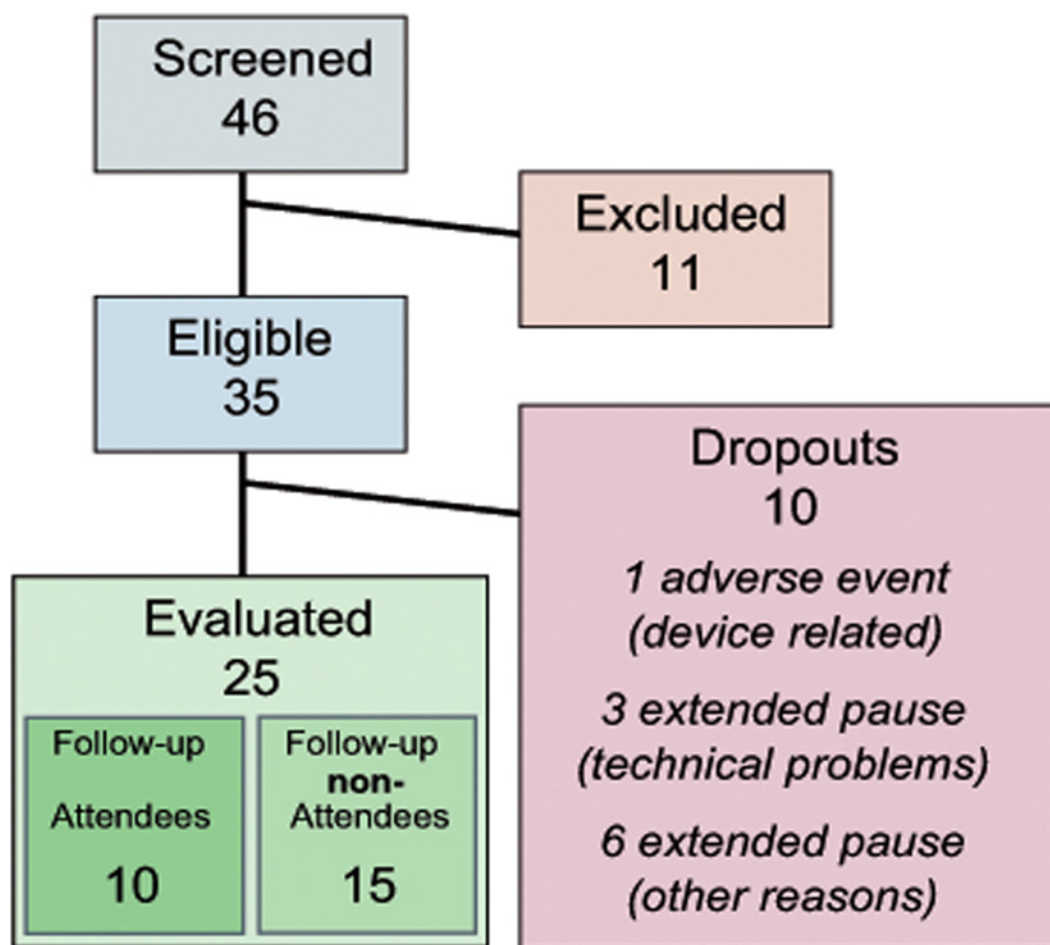 Screened
46
Excluded
11
Eligible
35
Dropouts
10
1 adverse event
(device related)
3 extended pause
(technical problems)
6 extended pause
(other reasons)
Evaluated
25
Follow-up
Attendees
10
Follow-up
non-
Attendees
15